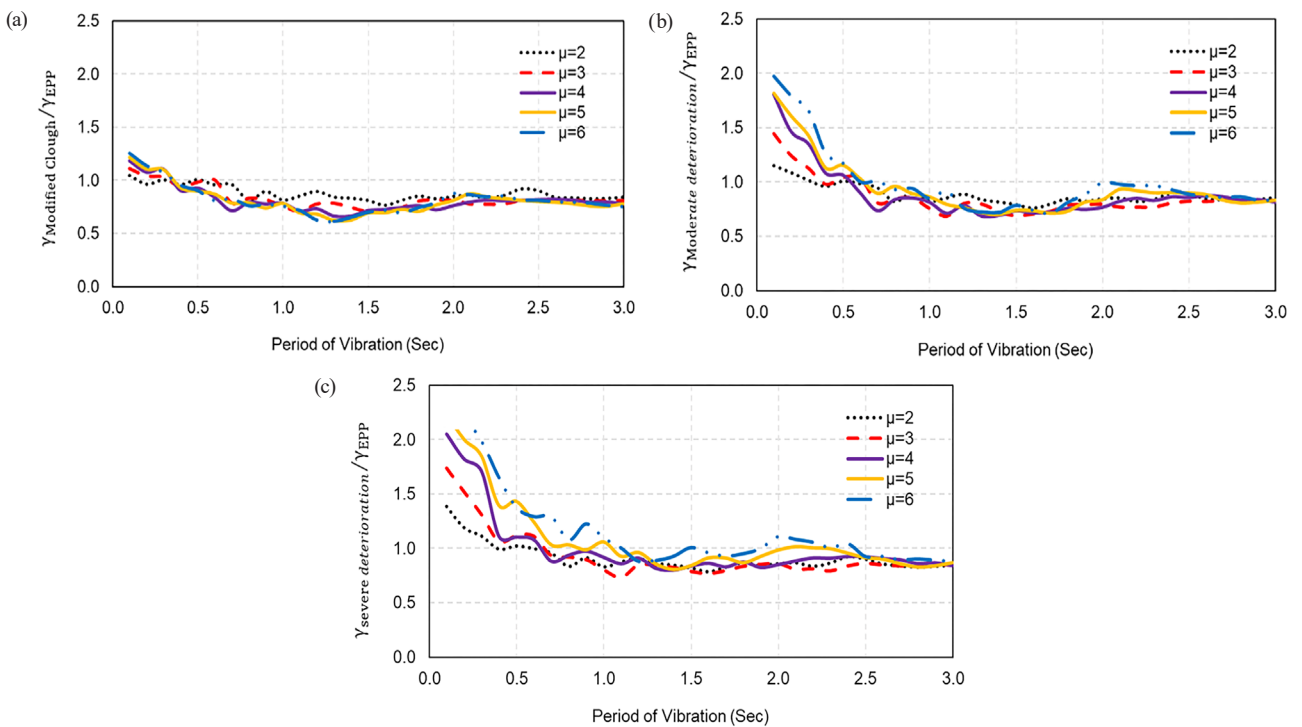 (a)
γModified clough/γEPP
2.5
2.0
1.5
1.0
0.5
0.0
0.0 0.5 1.0 1.5 2.0 2.5 3.0
Period of Vibration (Sec)
μ=2
μ=3
μ=4
μ=5
μ=6
(b)
γModerate deterioration/γEPP
2.5
2.0
1.5
1.0
0.5
0.0
0.0 0.5 1.0 1.5 2.0 2.5 3.0
Period of Vibration (Sec)
μ=2
μ=3
μ=4
μ=5
μ=6
(c)
γsevere deterioration/γEPP
2.5
2.0
1.5
1.0
0.5
0.0
0.0 0.5 1.0 1.5 2.0 2.5 3.0
Period of Vibration (Sec)
μ=2
μ=3
μ=4
μ=5
μ=6